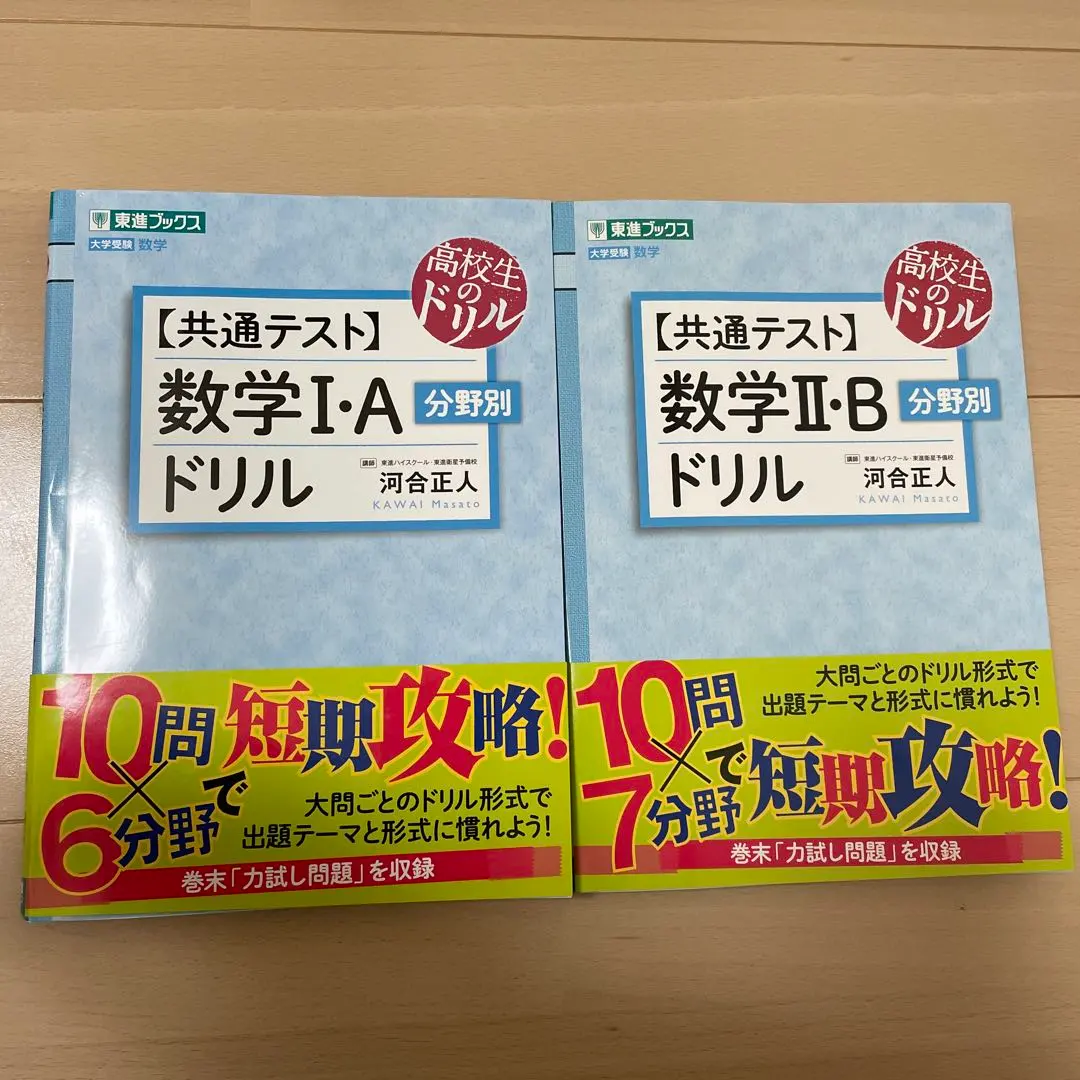 東進ブックス
大学受験 数学
高校生
の
ドリル
【共通テスト】
数学Ⅰ・A 分野別
ドリル
講師 東進ハイスクール・東進衛星予備校
河合正人
KAWAI Masato
10問×6分野で
短期攻略!
大問ごとのドリル形式で
出題テーマと形式に慣れよう!
巻末「力試し問題」を収録
東進ブックス
大学受験 数学
高校生
の
ドリル
【共通テスト】
数学Ⅱ・B 分野別
ドリル
講師 東進ハイスクール・東進衛星予備校
河合正人
KAWAI Masato
大問ごとのドリル形式で
出題テーマと形式に慣れよう!
10問×7分野で
短期攻略!
巻末「力試し問題」を収録